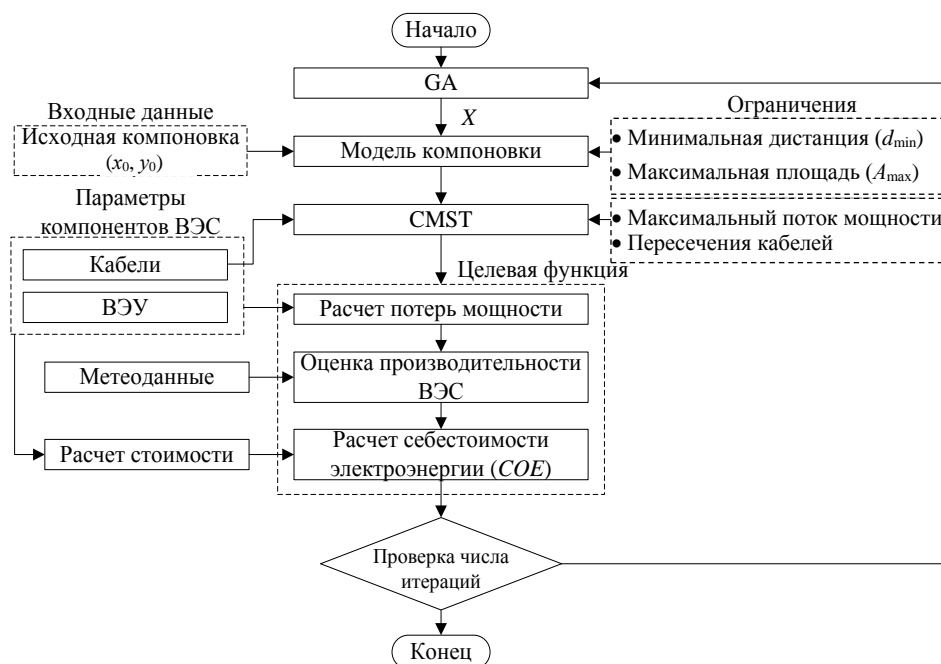 Начало
GA
X
Входные данные
Исходная компоновка
(x₀, y₀)
Модель компоновки
Ограничения
• Минимальная дистанция (dmin)
• Максимальная площадь (Amax)
Параметры
компонентов ВЭС
CMST
• Максимальный поток мощности
• Пересечения кабелей
Кабели
ВЭУ
Целевая функция
Расчет потерь мощности
Метеоданные
Оценка производительности
ВЭС
Расчет стоимости
Расчет себестоимости
электроэнергии (COE)
Проверка числа
итераций
Конец